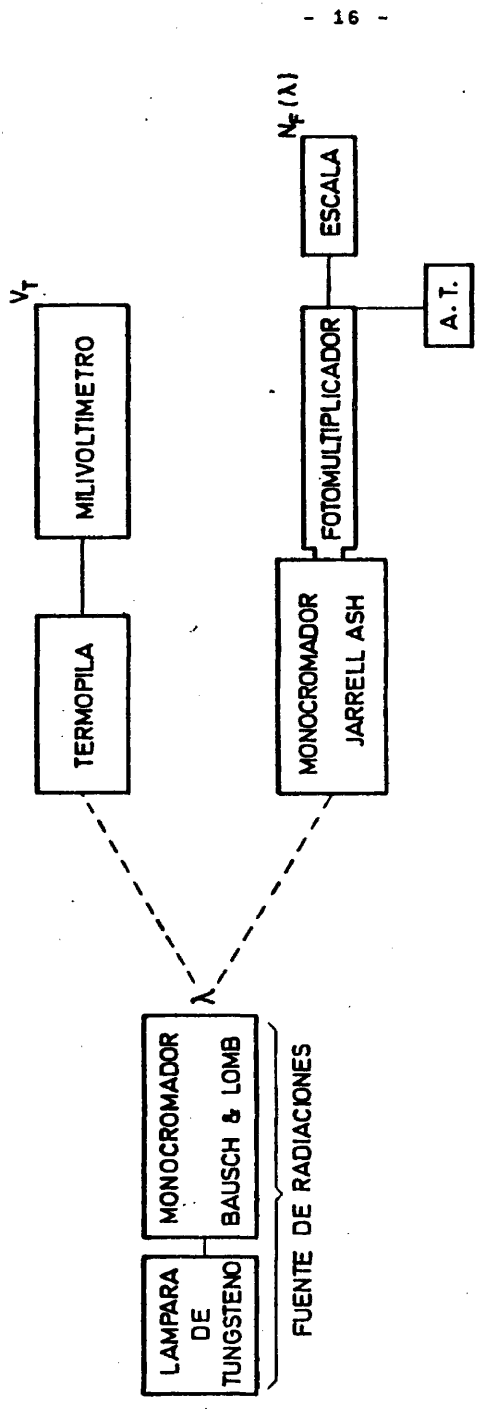 - 16 -
LAMPARA
DE
TUNGSTENO
MONOCROMADOR
BAUSCH & LOMB
FUENTE DE RADIACIONES
λ
TERMOPILA
MILIVOLTIMETRO
V_T
MONOCROMADOR
JARRELL ASH
FOTOMULTIPLICADOR
ESCALA
N_F (λ)
A. T.